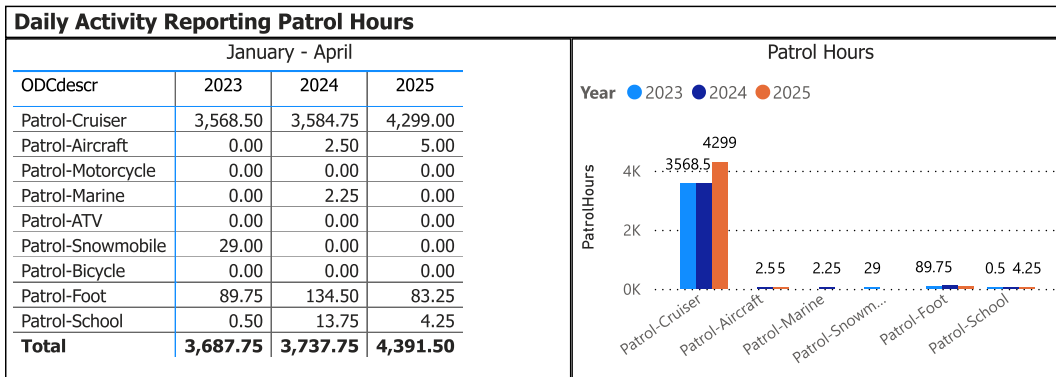 Daily Activity Reporting Patrol Hours
January - April
ODCdescr 2023 2024 2025
Patrol-Cruiser 3,568.50 3,584.75 4,299.00
Patrol-Aircraft 0.00 2.50 5.00
Patrol-Motorcycle 0.00 0.00 0.00
Patrol-Marine 0.00 2.25 0.00
Patrol-ATV 0.00 0.00 0.00
Patrol-Snowmobile 29.00 0.00 0.00
Patrol-Bicycle 0.00 0.00 0.00
Patrol-Foot 89.75 134.50 83.25
Patrol-School 0.50 13.75 4.25
Total 3,687.75 3,737.75 4,391.50
Patrol Hours
Year 2023 2024 2025
PatrolHours
4299
4K 3568.5
2K
0K 2.5 5 2.25 29 89.75 0.5 4.25
Patrol-Cruiser Patrol-Aircraft Patrol-Marine Patrol-Snowm... Patrol-Foot Patrol-School